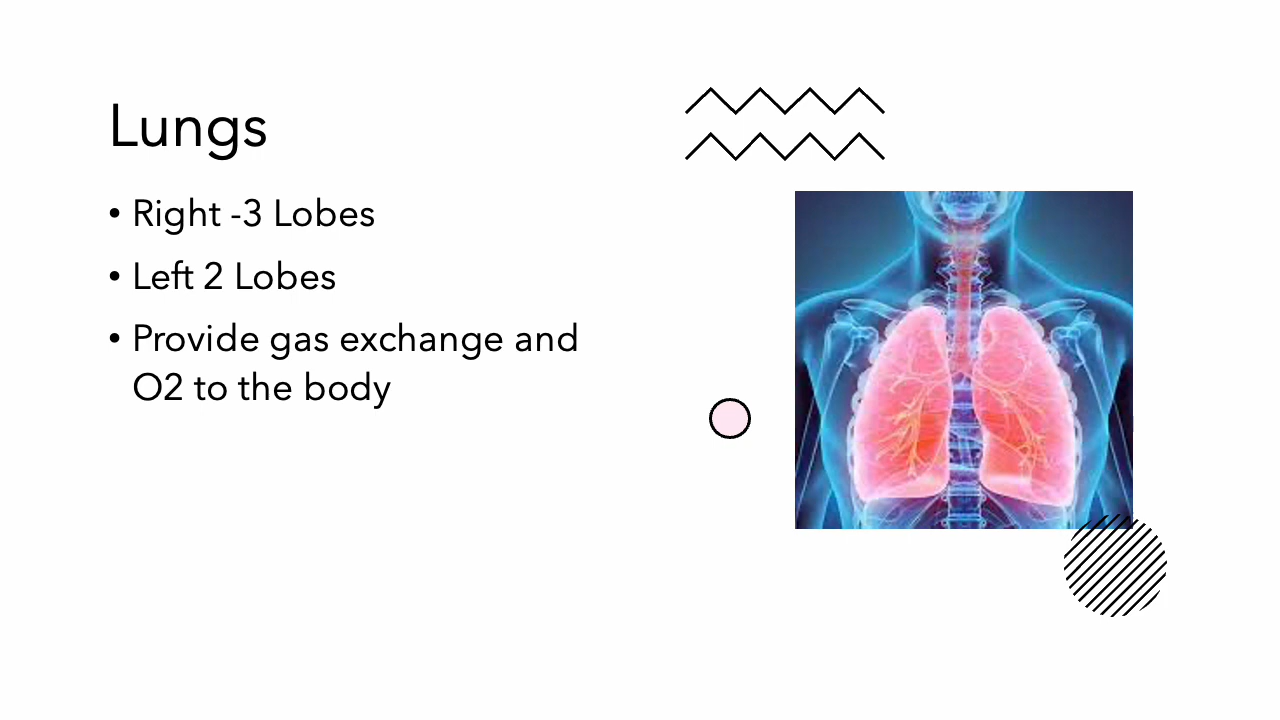 Lungs
• Right -3 Lobes
• Left 2 Lobes
• Provide gas exchange and
O2 to the body